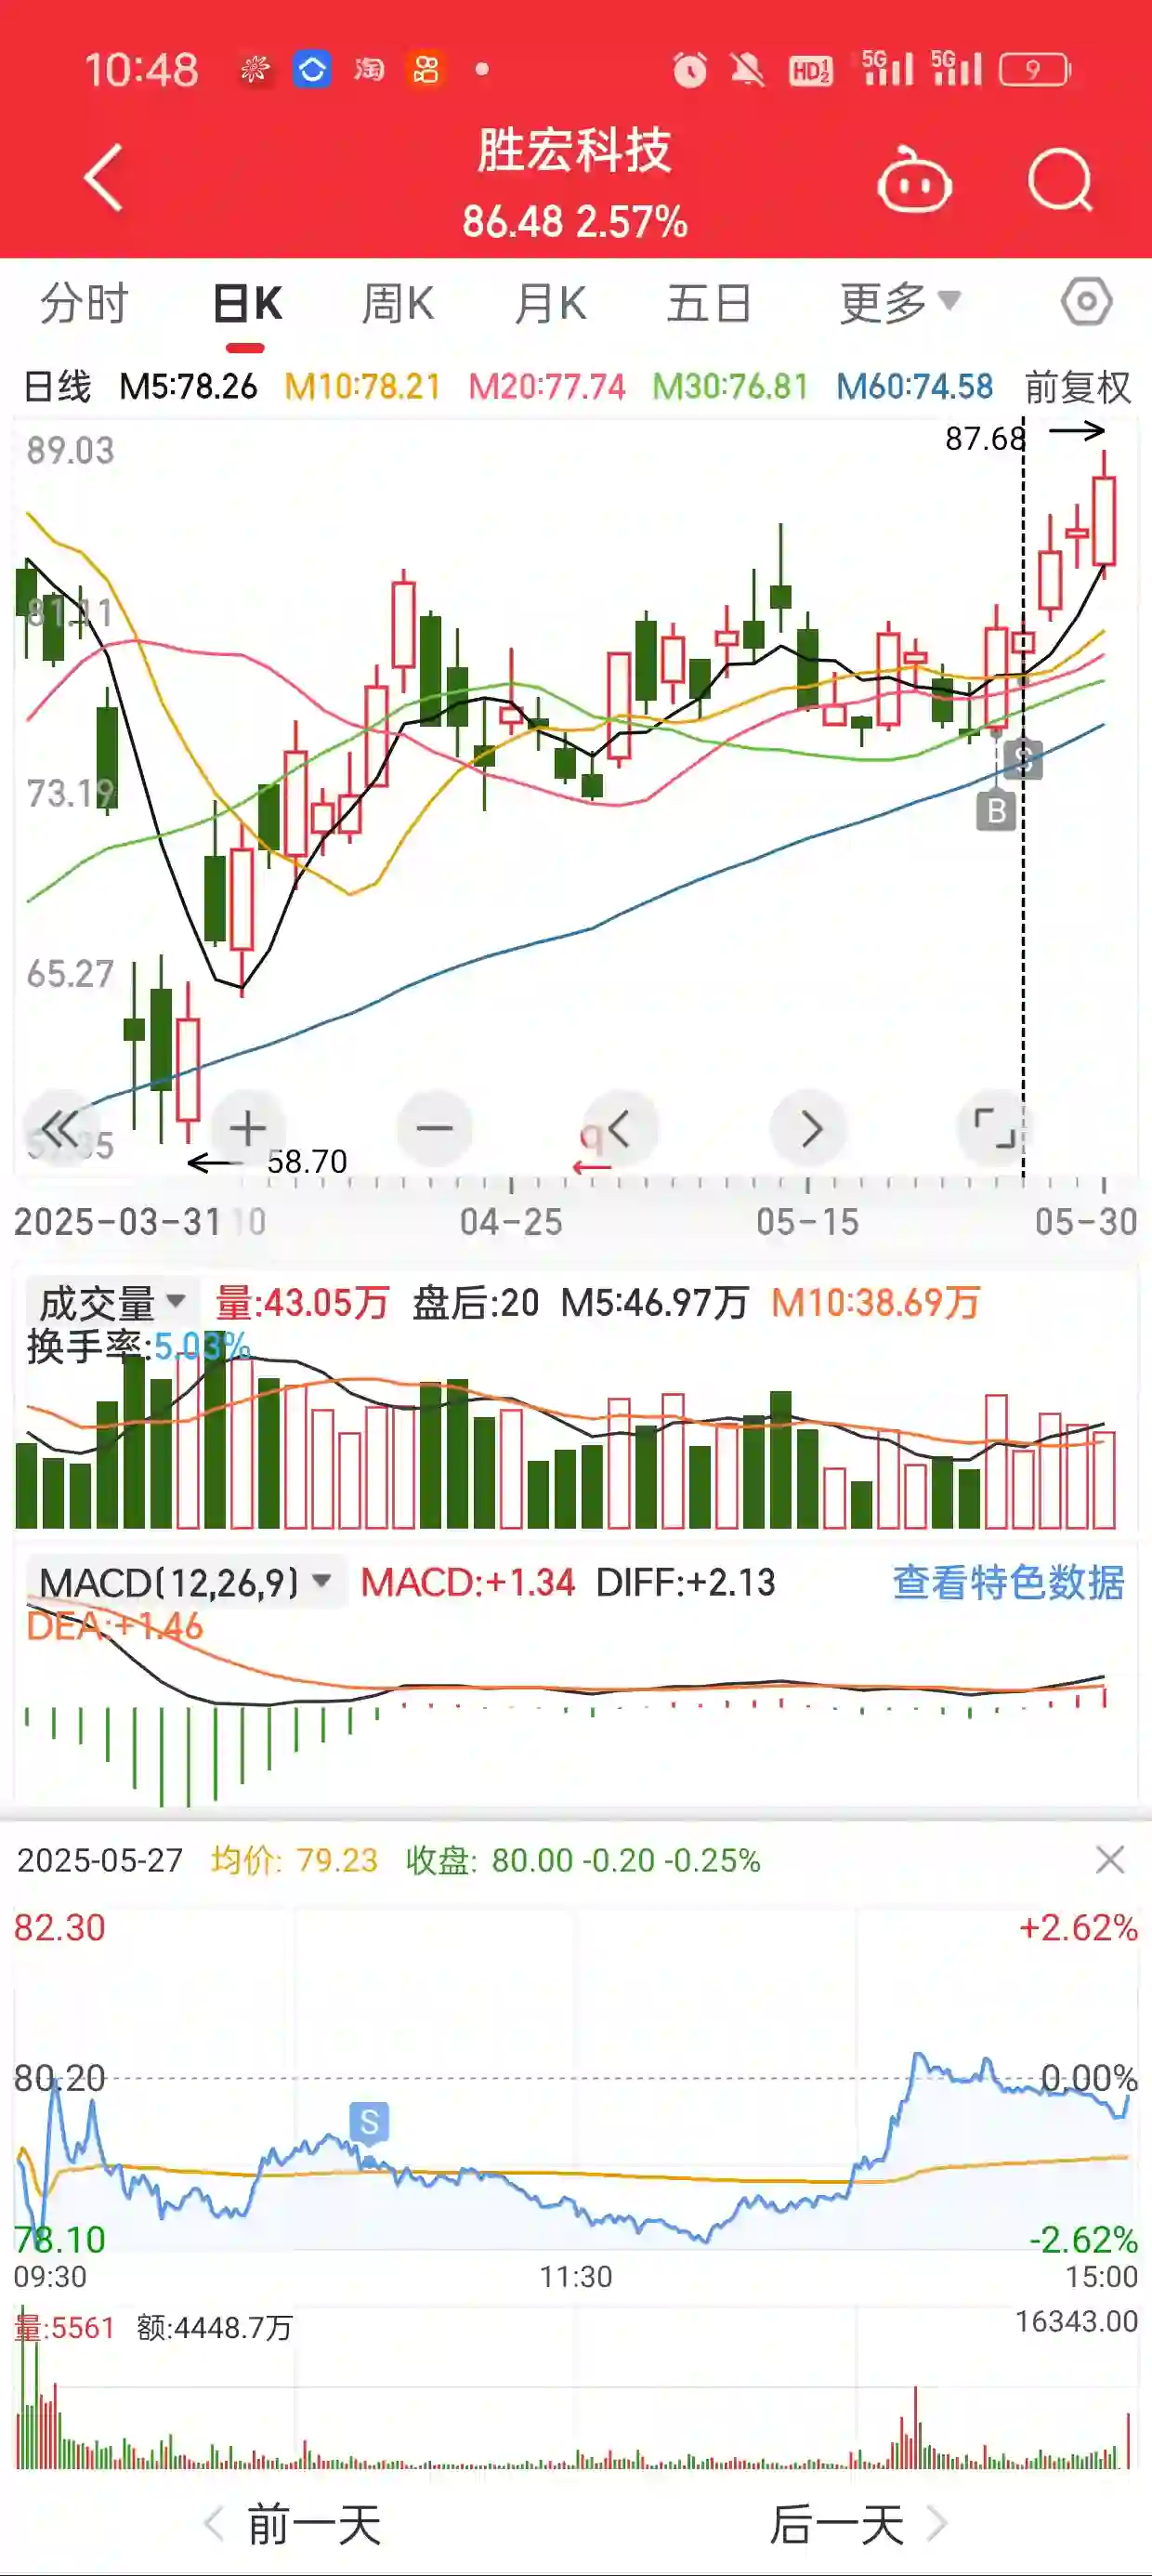 10:48 淘 HD 1 2 5G 5G 9
胜宏科技
86.48 2.57%
分时 日K 周K 月K 五日 更多
日线 M5:78.26 M10:78.21 M20:77.74 M30:76.81 M60:74.58 前复权
89.03
87.68
81.11
73.19
S
B
65.27
q
58.70
2025-03-31 10 04-25 05-15 05-30
成交量 量:43.05万 盘后:20 M5:46.97万 M10:38.69万
换手率:5.03%
MACD(12,26,9) MACD:+1.34 DIFF:+2.13 查看特色数据
DEA:+1.46
2025-05-27 均价: 79.23 收盘: 80.00 -0.20 -0.25%
82.30 +2.62%
80.20 0.00%
S
78.10 -2.62%
09:30 11:30 15:00
量:5561 额:4448.7万 16343.00
前一天 后一天